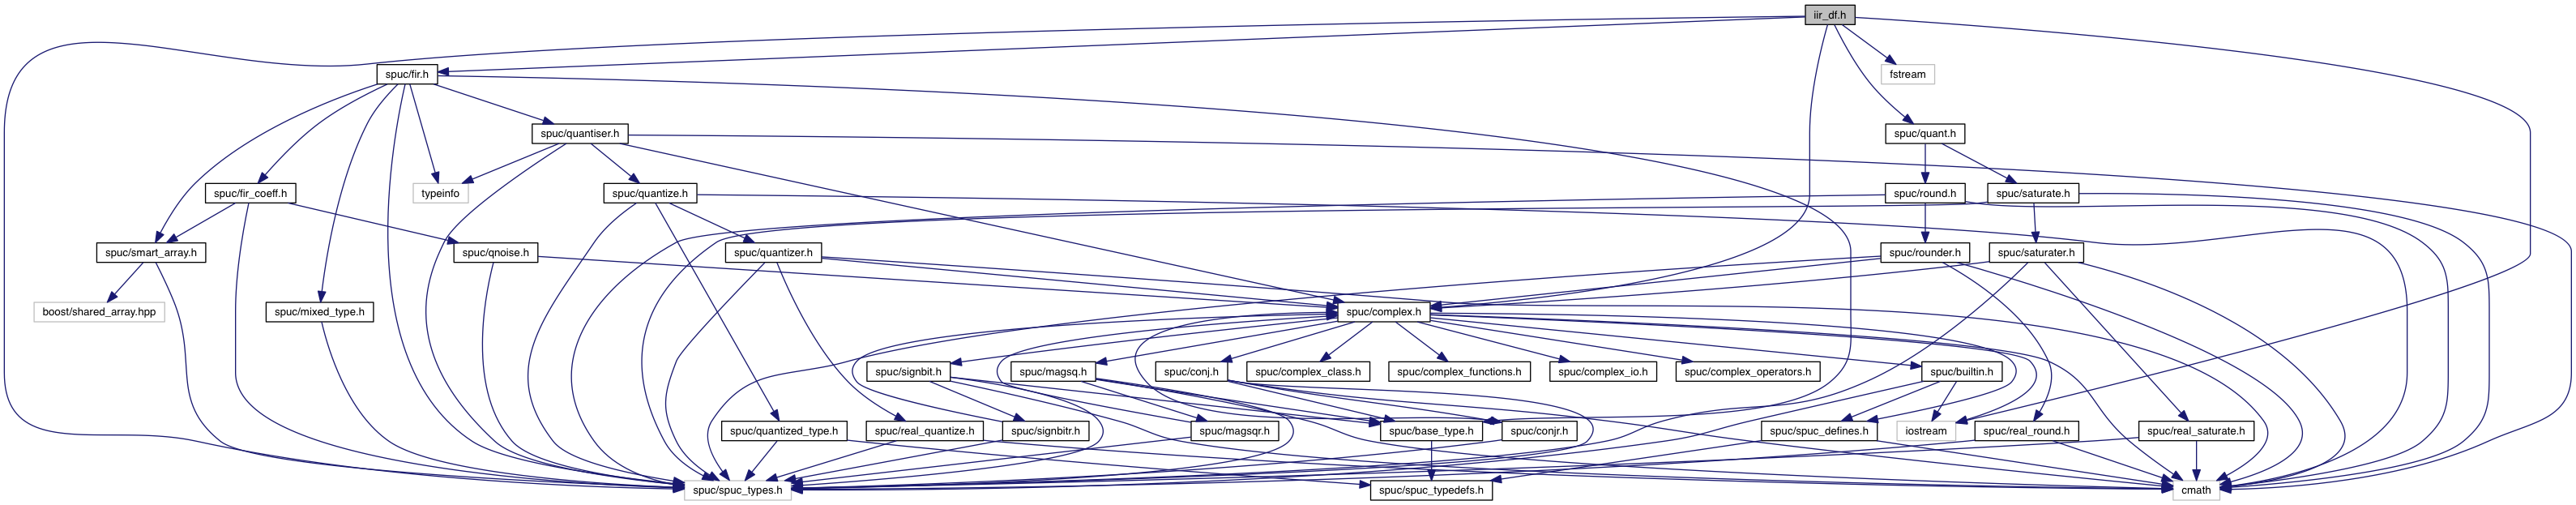 iir_df.h
spuc/fir.h
fstream
spuc/quantiser.h
spuc/quant.h
spuc/fir_coeff.h
typeinfo
spuc/quantize.h
spuc/round.h
spuc/saturate.h
spuc/smart_array.h
spuc/qnoise.h
spuc/quantizer.h
spuc/rounder.h
spuc/saturater.h
boost/shared_array.hpp
spuc/mixed_type.h
spuc/complex.h
spuc/signbit.h
spuc/magsq.h
spuc/conj.h
spuc/complex_class.h
spuc/complex_functions.h
spuc/complex_io.h
spuc/complex_operators.h
spuc/builtin.h
spuc/quantized_type.h
spuc/real_quantize.h
spuc/signbitr.h
spuc/magsqr.h
spuc/base_type.h
spuc/conjr.h
spuc/spuc_defines.h
iostream
spuc/real_round.h
spuc/real_saturate.h
spuc/spuc_types.h
spuc/spuc_typedefs.h
cmath